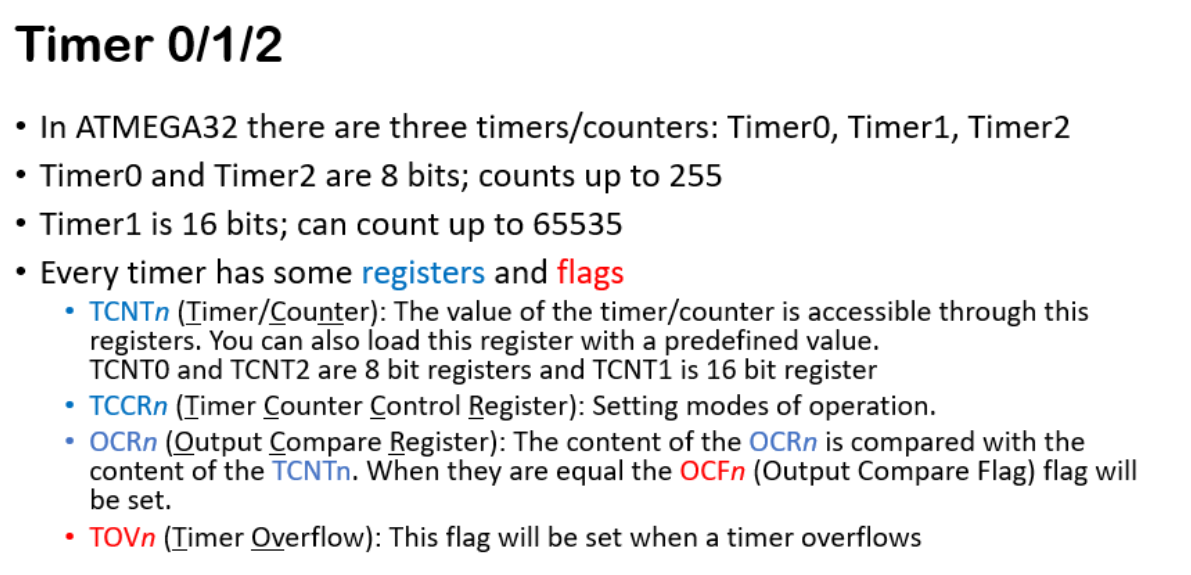 Timer 0/1/2
• In ATMEGA32 there are three timers/counters: Timer0, Timer1, Timer2
• Timer0 and Timer2 are 8 bits; counts up to 255
• Timer1 is 16 bits; can count up to 65535
• Every timer has some registers and flags
• TCNTn (Timer/Counter): The value of the timer/counter is accessible through this
registers. You can also load this register with a predefined value.
TCNT0 and TCNT2 are 8 bit registers and TCNT1 is 16 bit register
• TCCRn (Timer Counter Control Register): Setting modes of operation.
• OCRn (Output Compare Register): The content of the OCRn is compared with the
content of the TCNTn. When they are equal the OCFn (Output Compare Flag) flag will
be set.
• TOVn (Timer Overflow): This flag will be set when a timer overflows